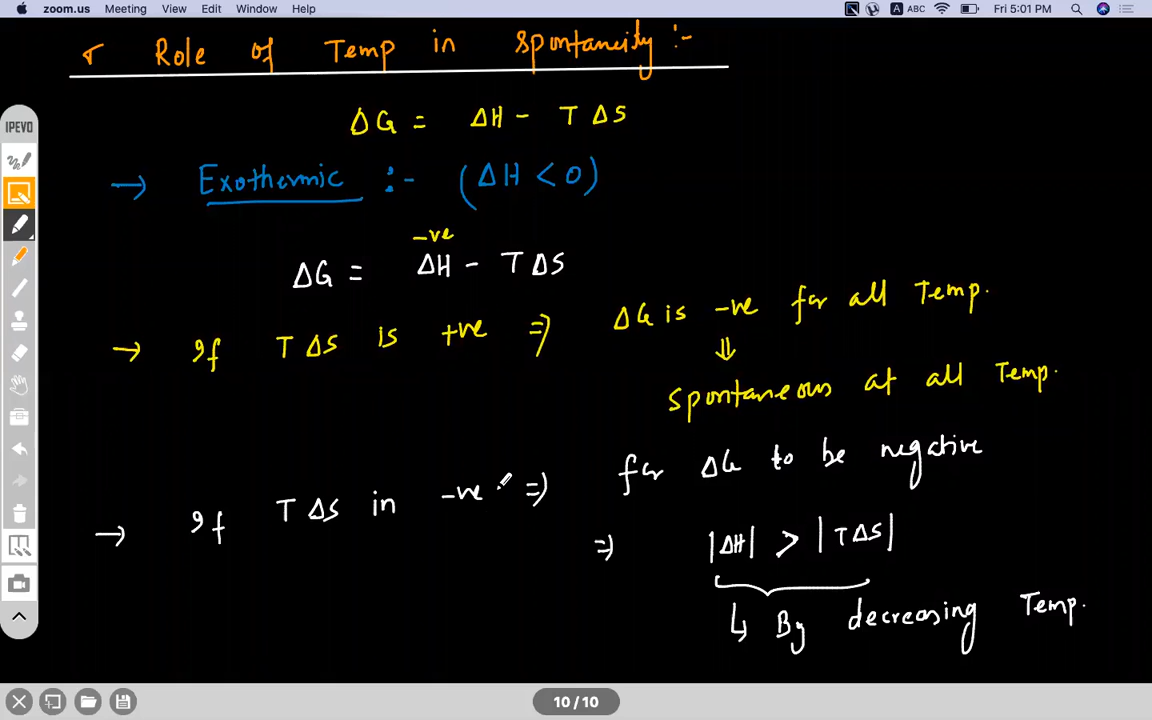 zoom.us Meeting View Edit Window Help A ABC Fri 5:01 PM
Role of Temp in spontaneity :-
ΔG = ΔH - TΔS
IPEVO
→ Exothermic :- (ΔH < 0)
-ve
ΔG = ΔH - TΔS
→ If TΔS is +ve ⇒ ΔG is -ve for all Temp.
⇓
spontaneous at all Temp.
for ΔG to be negative
→ If TΔS in -ve ⇒
⇒ |ΔH| > |TΔS|
↳ By decreasing Temp.
10 / 10